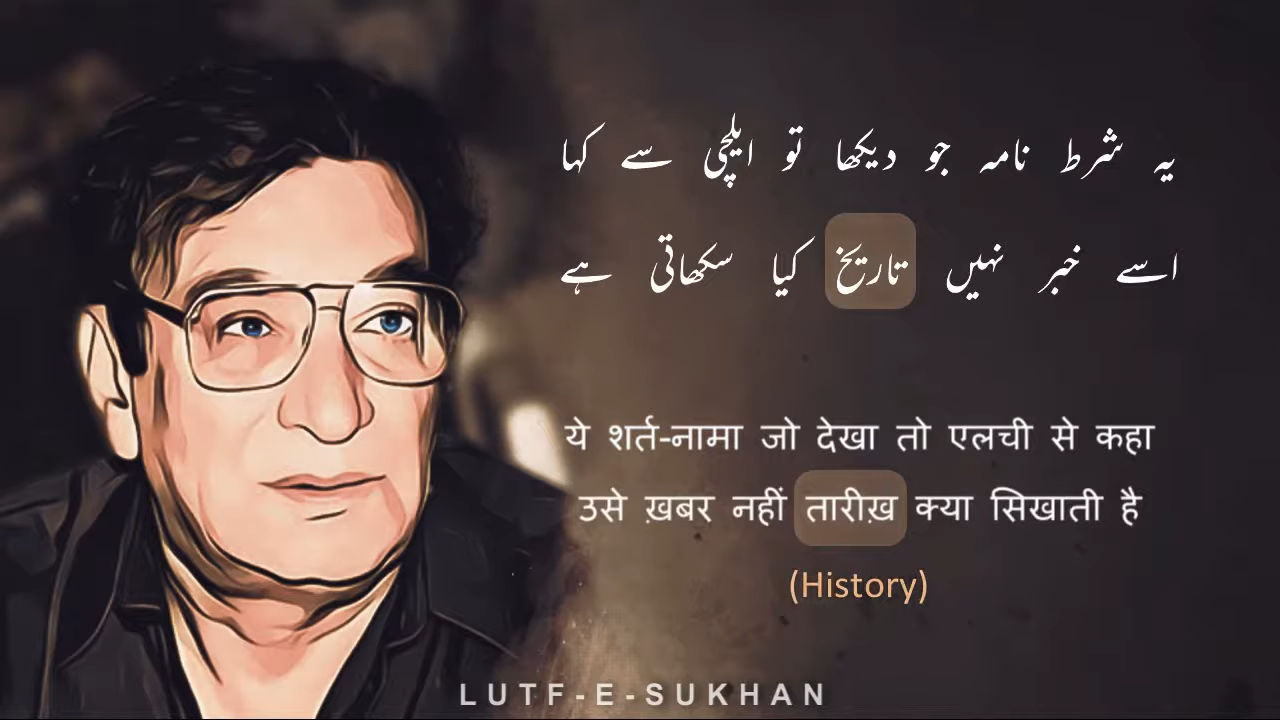 یہ شرط نامہ جو دیکھا تو ایلچی سے کہا
اسے خبر نہیں تاریخ کیا سکھاتی ہے
ये शर्त-नामा जो देखा तो एलची से कहा
उसे ख़बर नहीं तारीख़ क्या सिखाती है
(History)
LUTF-E-SUKHAN